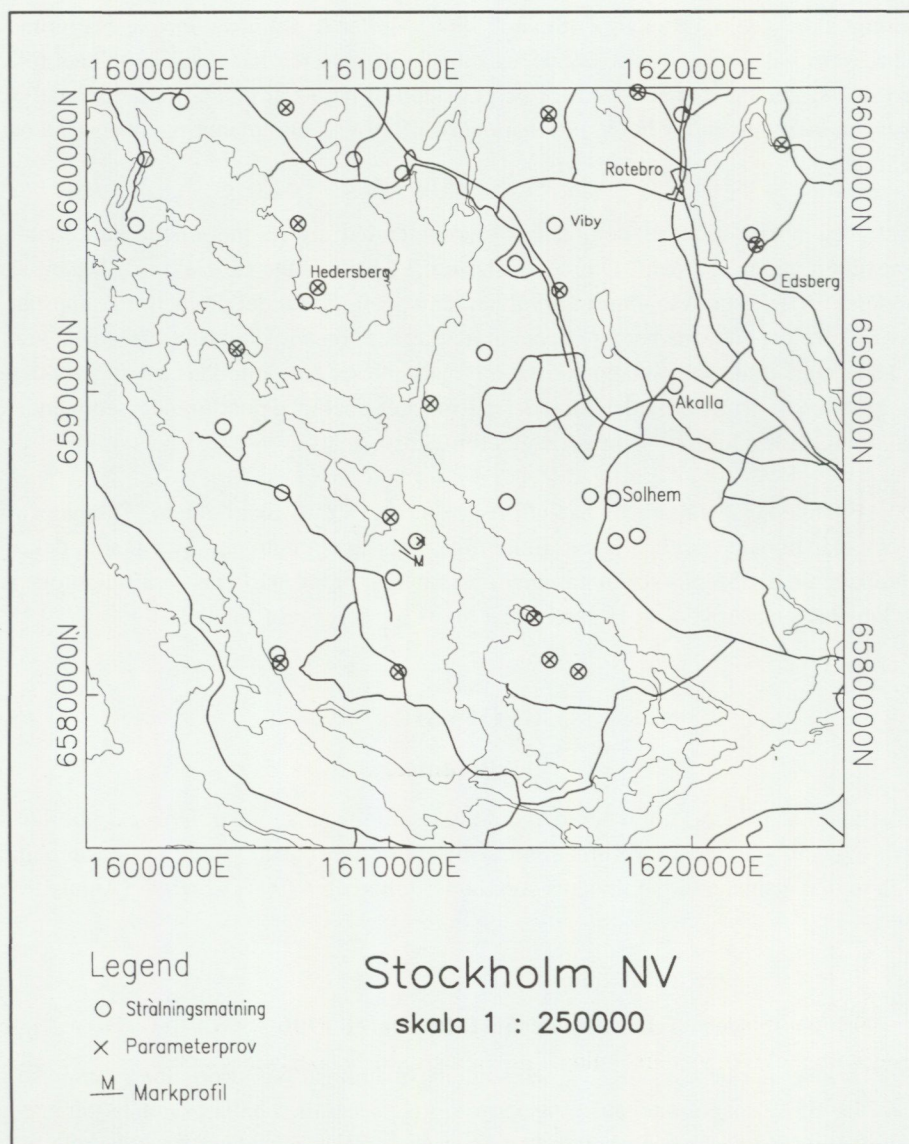 1600000E 1610000E 1620000E
6600000N
6600000N
Rotebro
Viby
Hedersberg
Edsberg
6590000N
6590000N
Akalla
Solhem
M
6580000N
6580000N
1600000E 1610000E 1620000E
Legend
Strålningsmatning
Parameterprov
M Markprofil
Stockholm NV
skala 1 : 250000